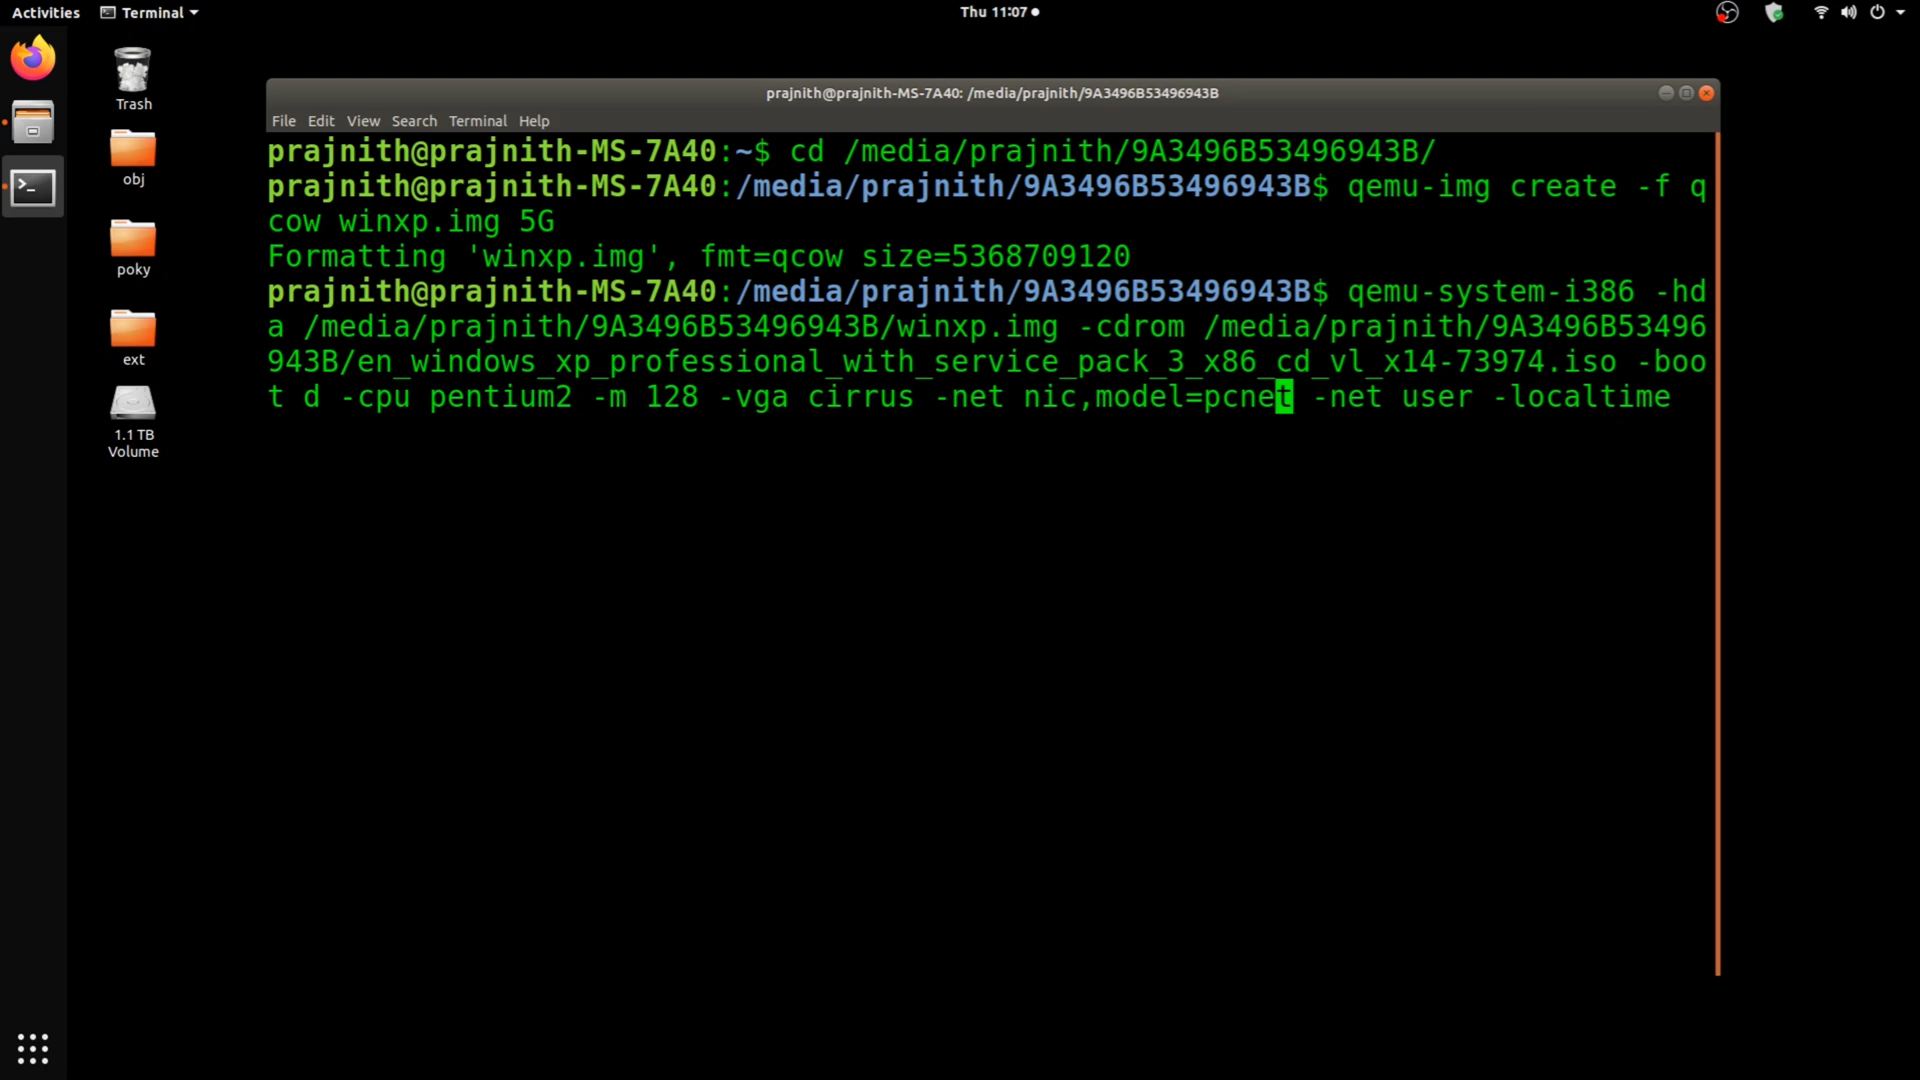 Activities Terminal Thu 11:07
Trash
obj
poky
ext
1.1 TB
Volume
prajnith@prajnith-MS-7A40: /media/prajnith/9A3496B53496943B
File Edit View Search Terminal Help
prajnith@prajnith-MS-7A40:~$ cd /media/prajnith/9A3496B53496943B/
prajnith@prajnith-MS-7A40:/media/prajnith/9A3496B53496943B$ qemu-img create -f q
cow winxp.img 5G
Formatting 'winxp.img', fmt=qcow size=5368709120
prajnith@prajnith-MS-7A40:/media/prajnith/9A3496B53496943B$ qemu-system-i386 -hd
a /media/prajnith/9A3496B53496943B/winxp.img -cdrom /media/prajnith/9A3496B53496
943B/en_windows_xp_professional_with_service_pack_3_x86_cd_vl_x14-73974.iso -boo
t d -cpu pentium2 -m 128 -vga cirrus -net nic,model=pcnet -net user -localtime